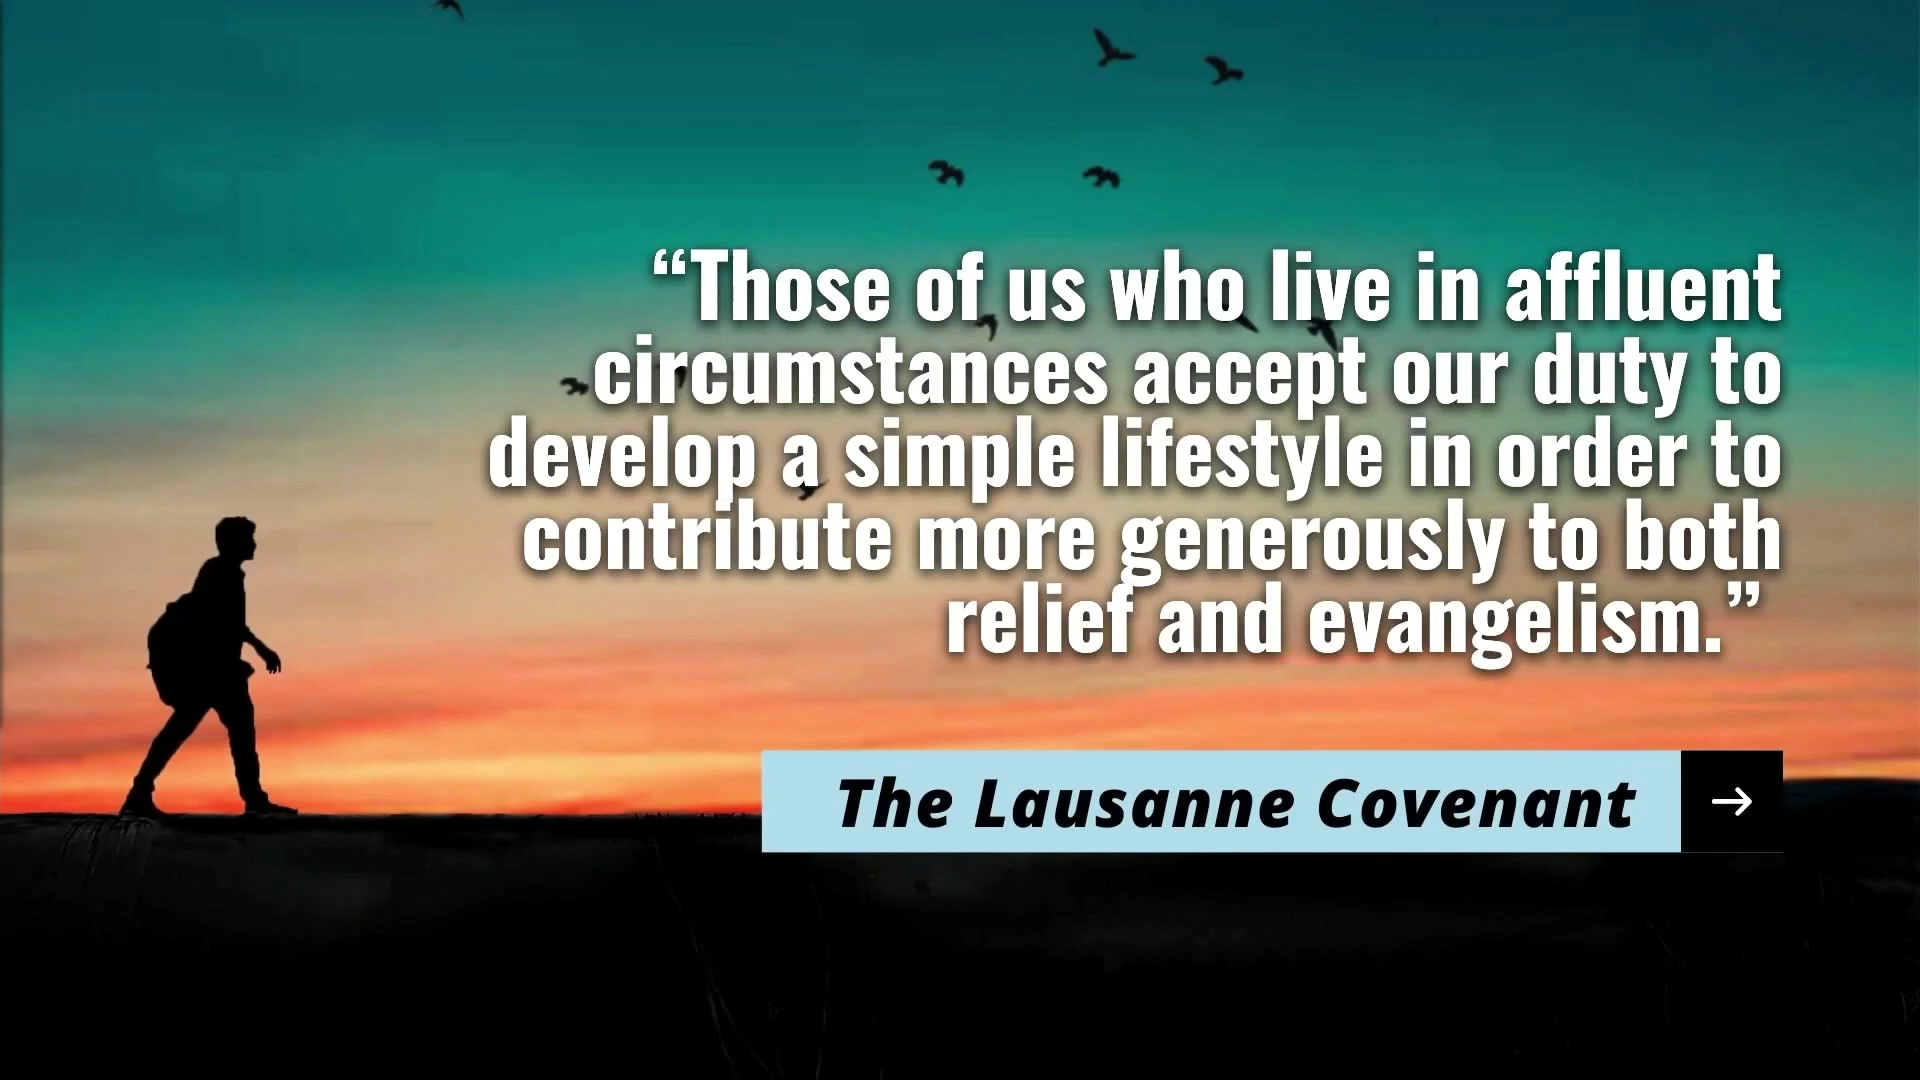 “Those of us who live in affluent
circumstances accept our duty to
develop a simple lifestyle in order to
contribute more generously to both
relief and evangelism.”
The Lausanne Covenant